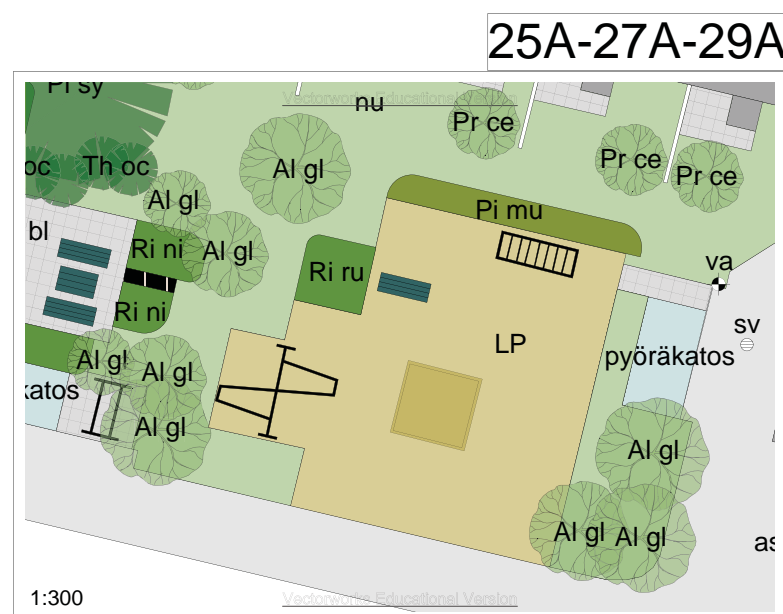 25A-27A-29A
Pi sy
Vectorworks Educational Version
nu
Pr ce
oc
Th oc
Al gl
Pr ce
Pr ce
Al gl
Pi mu
bl
Ri ni
Al gl
Ri ru
va
Ri ni
sv
LP
pyöräkatos
Al gl
Al gl
katos
Al gl
Al gl
Al gl
Al gl
as
1:300
Vectorworks Educational Version